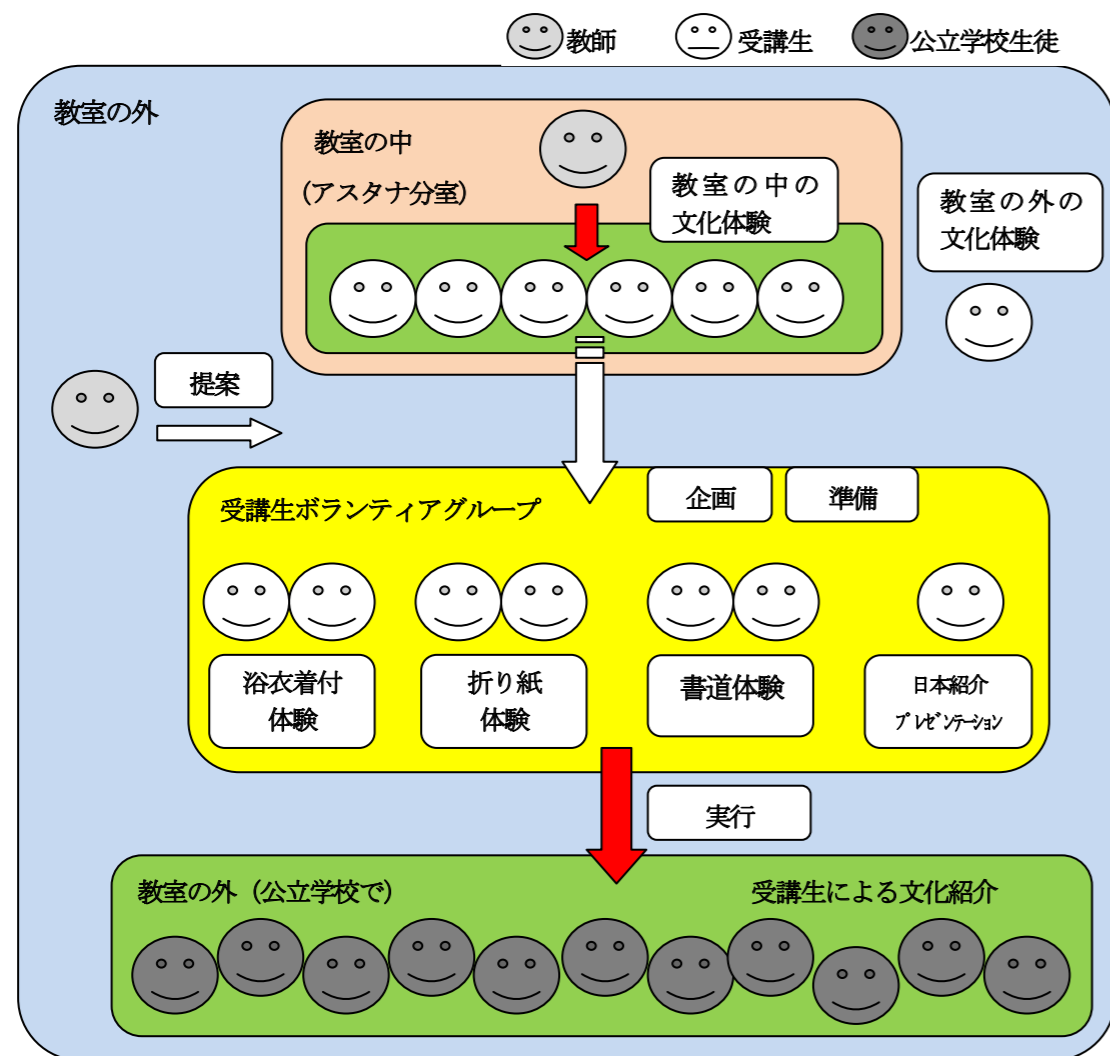 教師 受講生 公立学校生徒
教室の外
教室の中
(アスタナ分室)
教室の中の
文化体験
教室の外の
文化体験
提案
受講生ボランティアグループ
企画
準備
浴衣着付
体験
折り紙
体験
書道体験
日本紹介
プレゼンテーション
実行
教室の外(公立学校で)
受講生による文化紹介